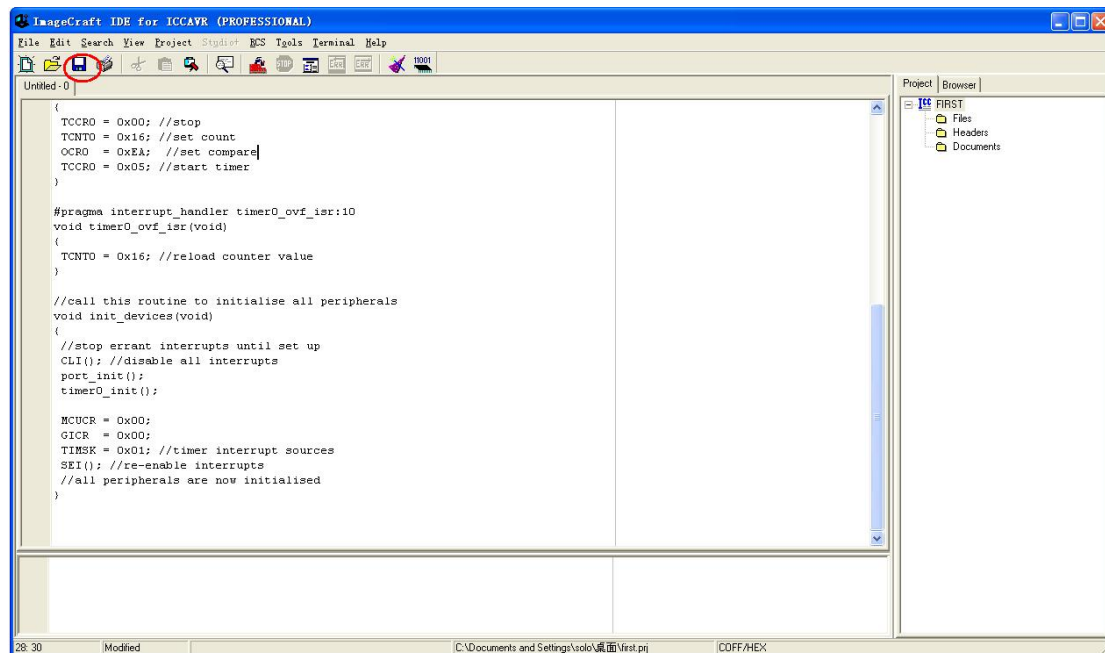 ImageCraft IDE for ICCAVR (PROFESSIONAL)
File Edit Search View Project Studio+ RCS Tools Terminal Help
Untitled - 0
Project Browser
{
TCCR0 = 0x00; //stop
TCNT0 = 0x16; //set count
OCR0 = 0xEA; //set compare
TCCR0 = 0x05; //start timer
}
#pragma interrupt_handler timer0_ovf_isr:10
void timer0_ovf_isr(void)
{
TCNT0 = 0x16; //reload counter value
}
//call this routine to initialise all peripherals
void init_devices(void)
{
//stop errant interrupts until set up
CLI(); //disable all interrupts
port_init();
timer0_init();
MCUCR = 0x00;
GICR = 0x00;
TIMSK = 0x01; //timer interrupt sources
SEI(); //re-enable interrupts
//all peripherals are now initialised
}
ICC FIRST
Files
Headers
Documents
28: 30 Modified C:\Documents and Settings\solo\桌面\first.prj COFF/HEX